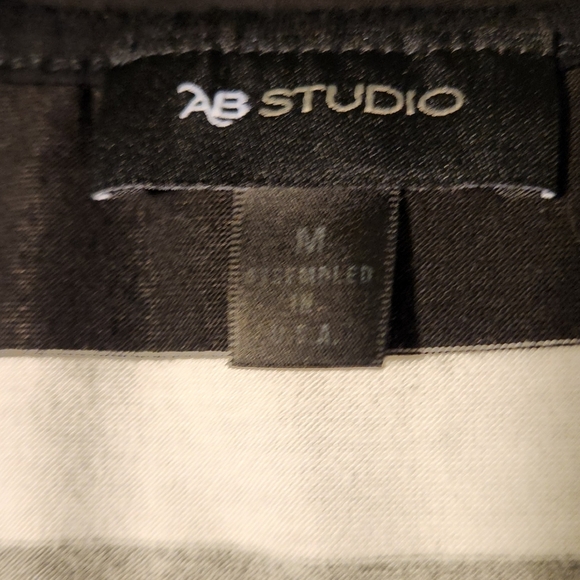 AB STUDIO
M
ASSEMBLED
IN
U.S.A.